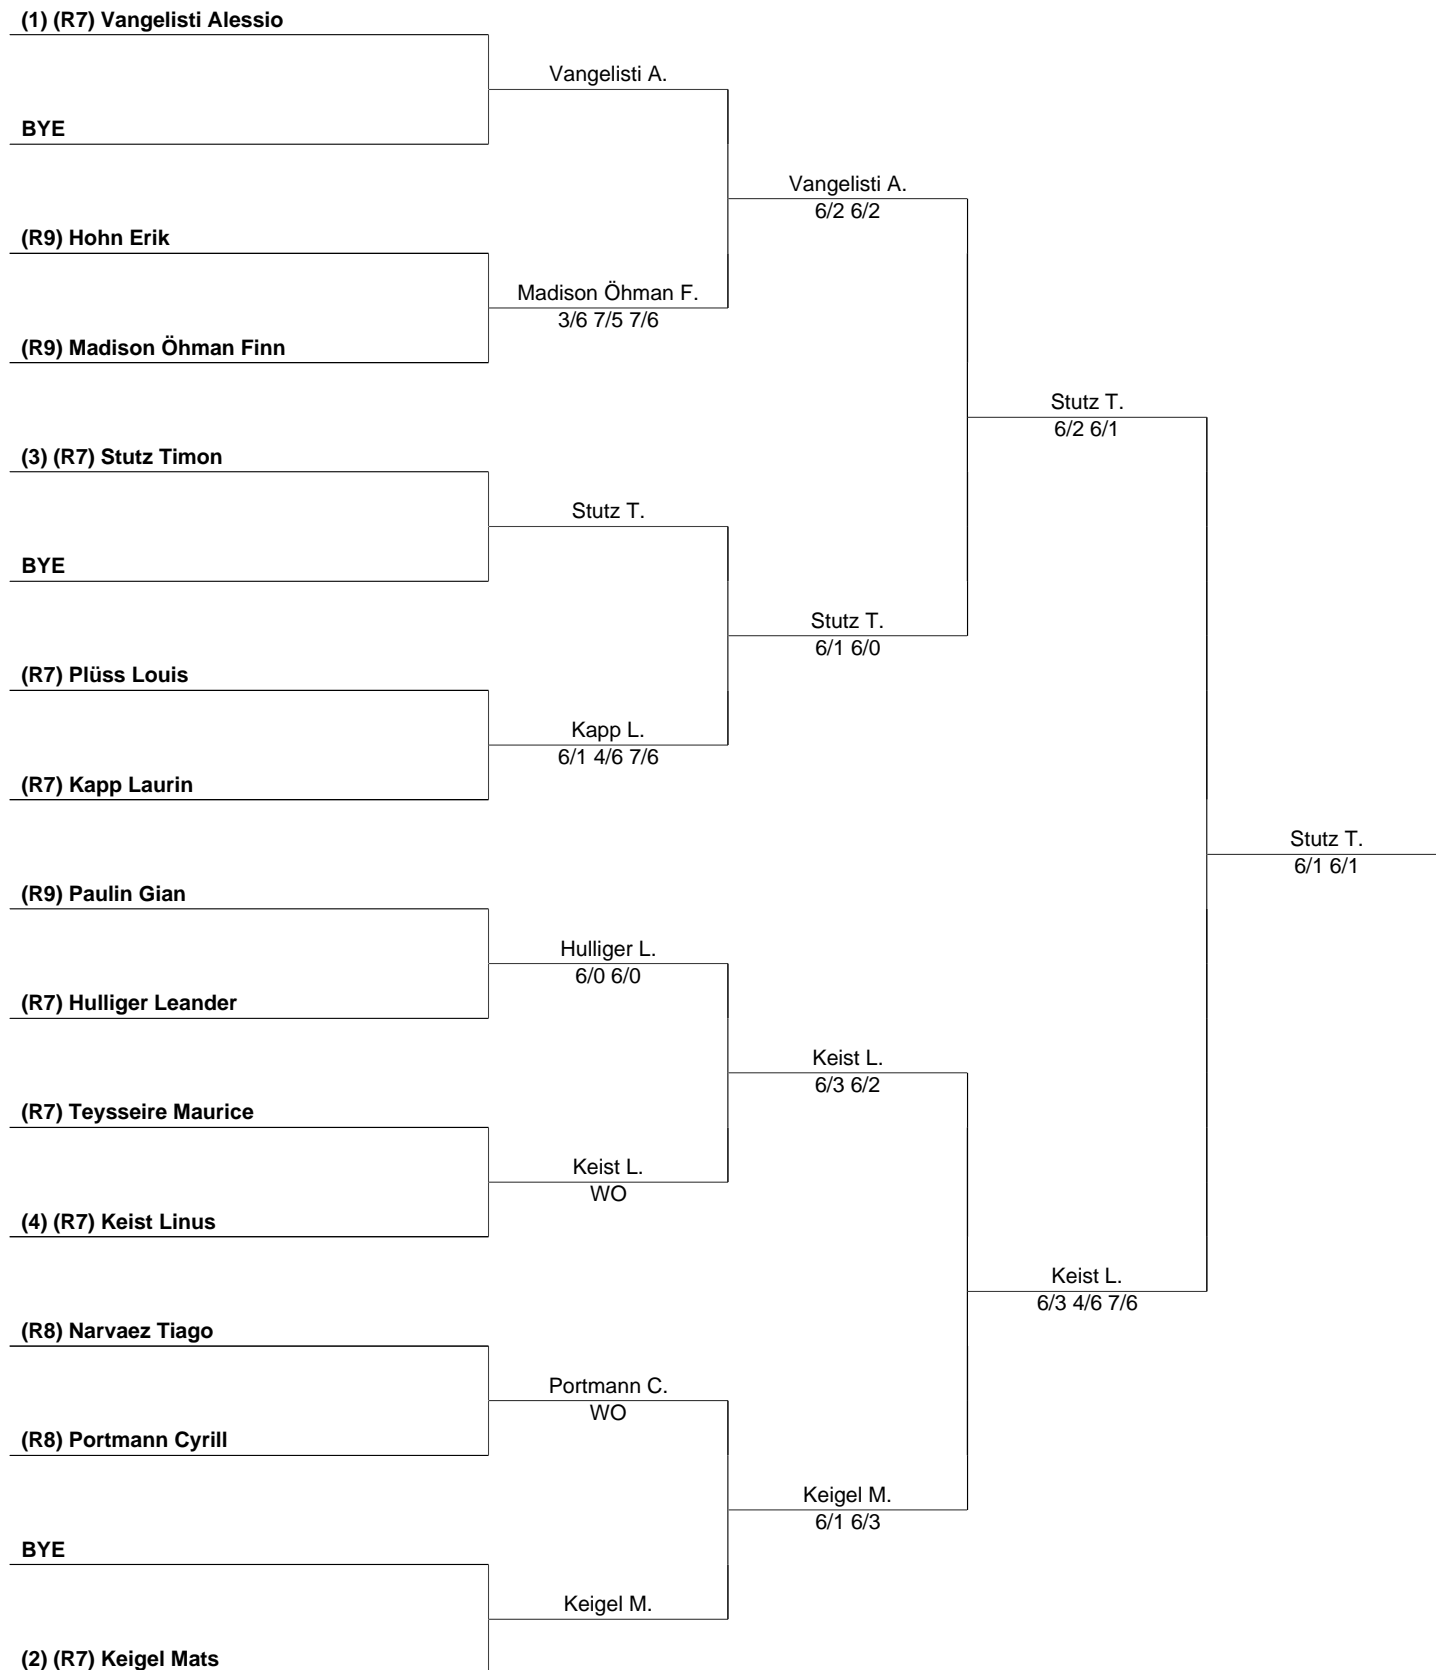 (1) (R7) Vangelisti Alessio
Vangelisti A.
BYE
Vangelisti A.
6/2 6/2
(R9) Hohn Erik
Madison Öhman F.
3/6 7/5 7/6
(R9) Madison Öhman Finn
Stutz T.
6/2 6/1
(3) (R7) Stutz Timon
Stutz T.
BYE
Stutz T.
6/1 6/0
(R7) Plüss Louis
Kapp L.
6/1 4/6 7/6
(R7) Kapp Laurin
Stutz T.
6/1 6/1
(R9) Paulin Gian
Hulliger L.
6/0 6/0
(R7) Hulliger Leander
Keist L.
6/3 6/2
(R7) Teysseire Maurice
Keist L.
WO
(4) (R7) Keist Linus
Keist L.
6/3 4/6 7/6
(R8) Narvaez Tiago
Portmann C.
WO
(R8) Portmann Cyrill
Keigel M.
6/1 6/3
BYE
Keigel M.
(2) (R7) Keigel Mats